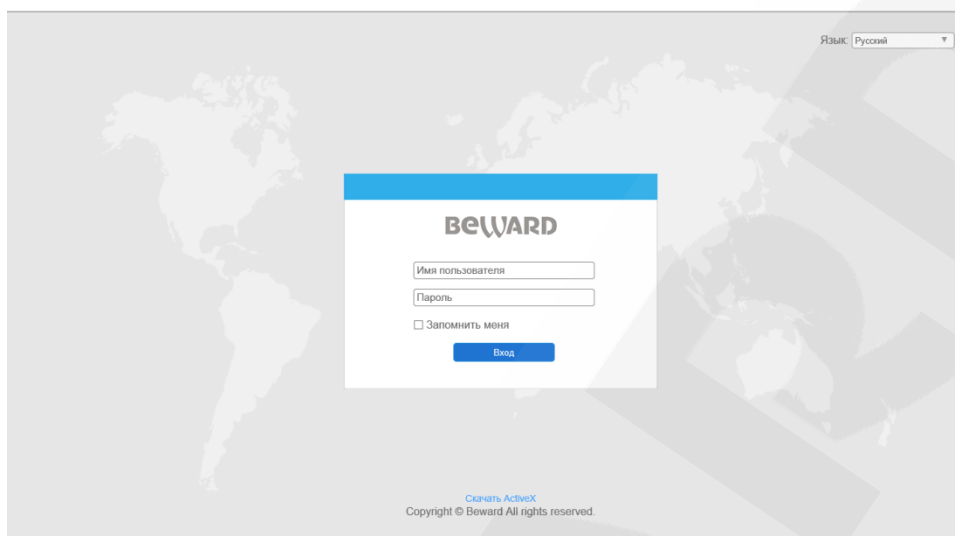 Язык: Русский
BEWARD
Имя пользователя
Пароль
Запомнить меня
Вход
Скачать ActiveX
Copyright © Beward All rights reserved.